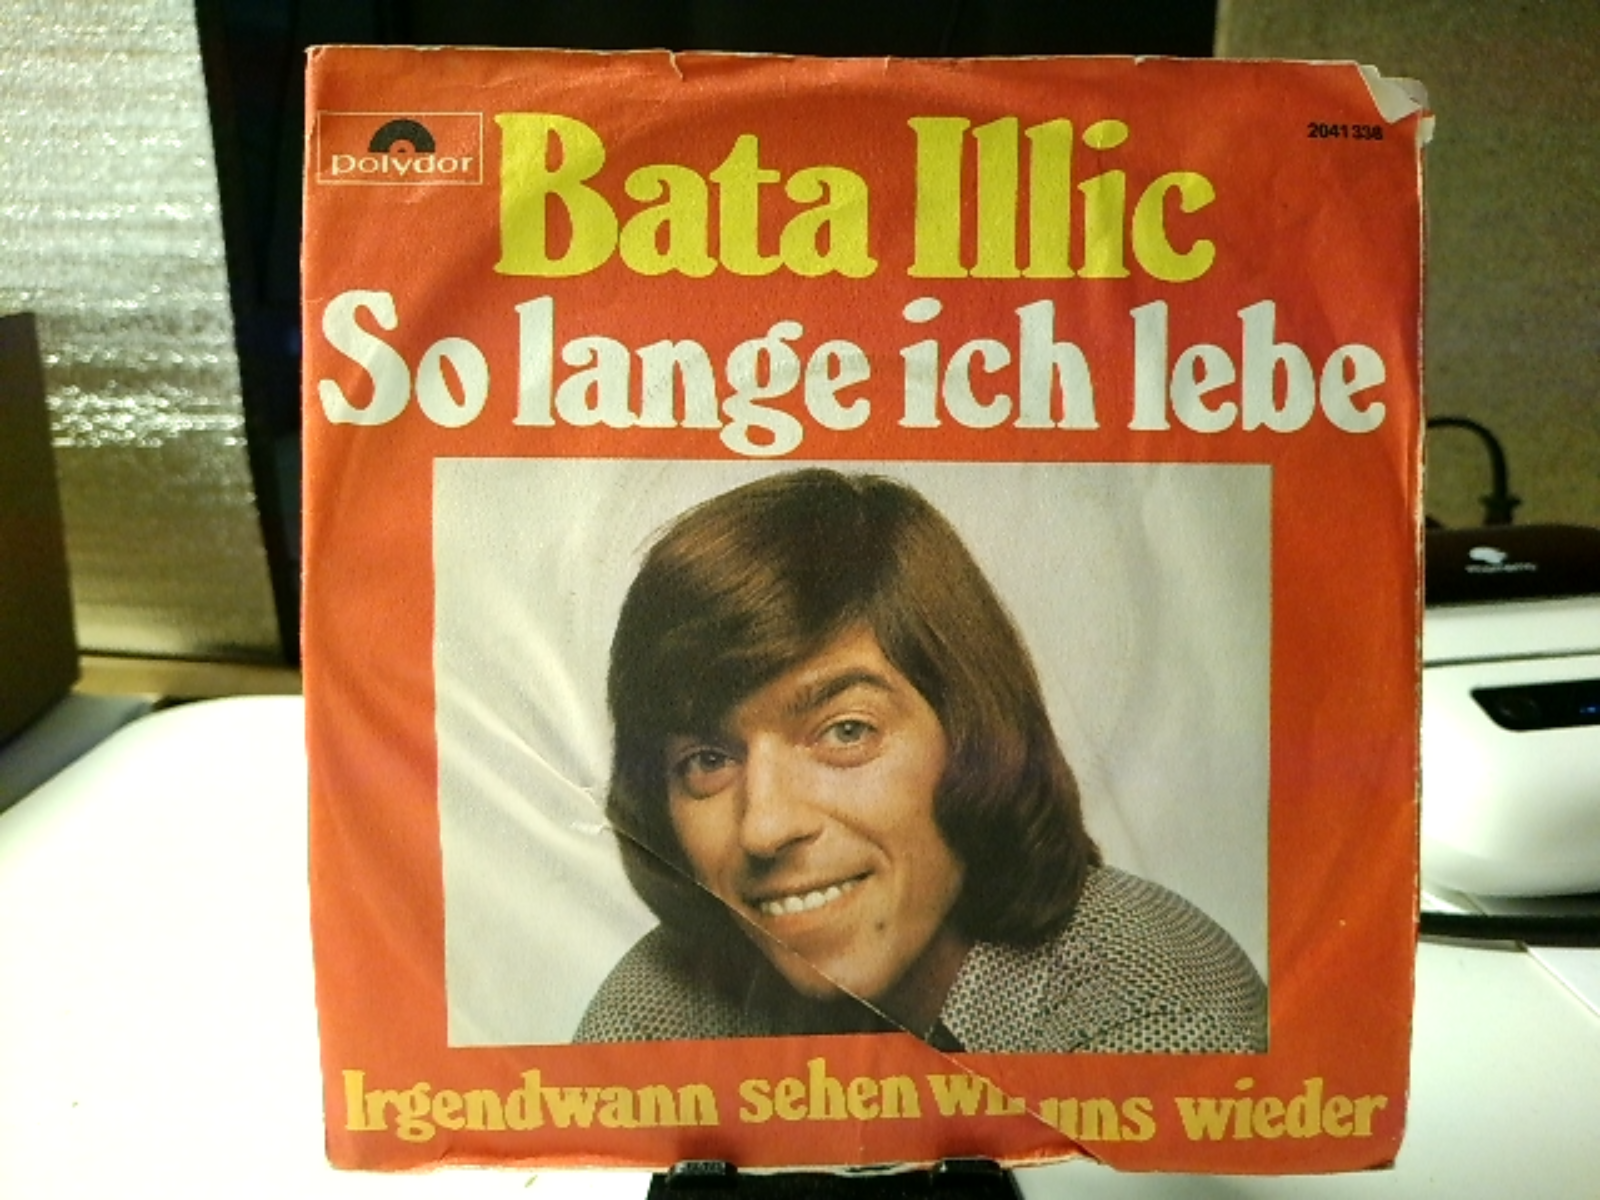 polydor
2041 338
Bata Illic
So lange ich lebe
Irgendwann sehen uns wieder